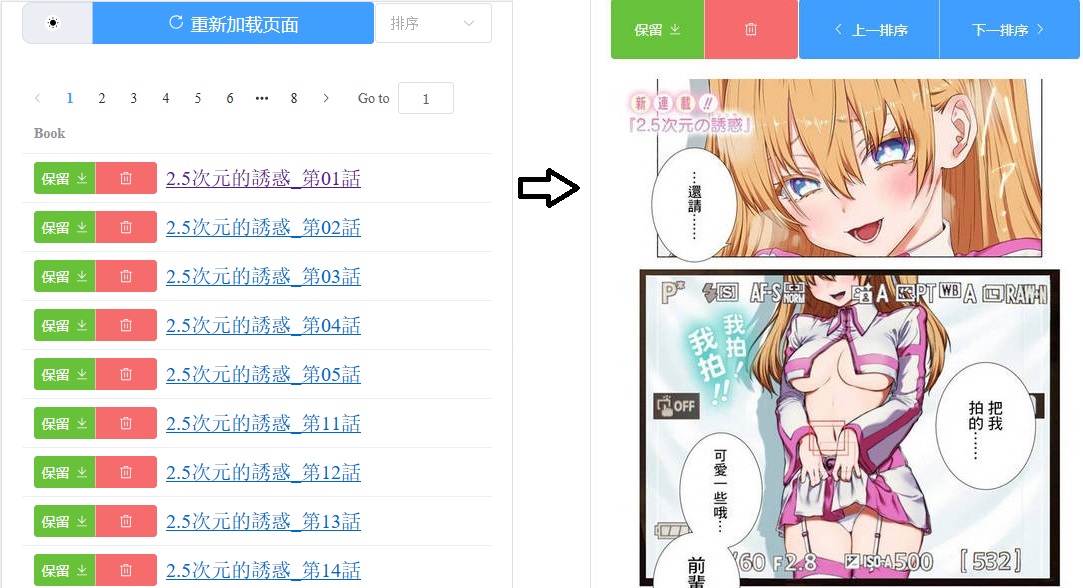 重新加载页面
排序
1
2
3
4
5
6
•••
8
Go to
1
Book
保留
2.5次元的誘惑_第01話
保留
2.5次元的誘惑_第02話
保留
2.5次元的誘惑_第03話
保留
2.5次元的誘惑_第04話
保留
2.5次元的誘惑_第05話
保留
2.5次元的誘惑_第11話
保留
2.5次元的誘惑_第12話
保留
2.5次元的誘惑_第13話
保留
2.5次元的誘惑_第14話
保留
上一排序
下一排序
新連載!!
『2.5次元の誘惑』
…還請……
P*
AF-S
NORM
A
PT
WB
A
RAW+N
我拍!
我拍!!
OFF
把我
拍的……
可愛一些哦…
前輩
/60 F2.8
ISO-A500
[532]